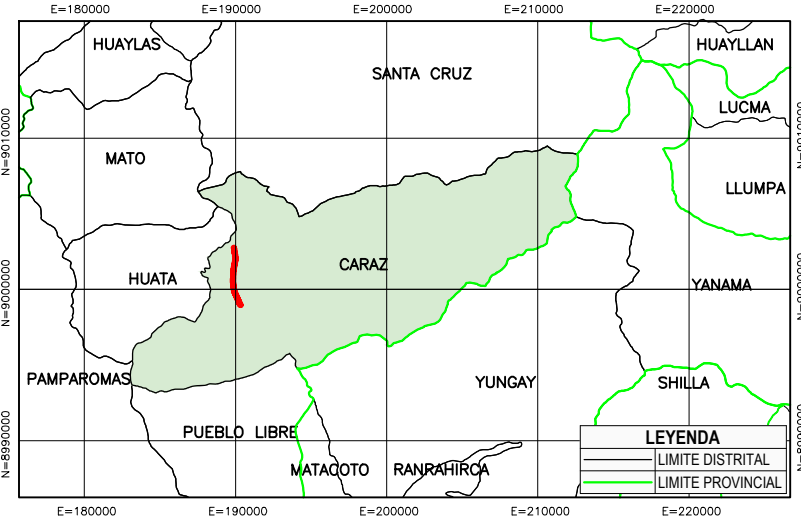 E=180000 E=190000 E=200000 E=210000 E=220000
HUAYLAS
HUAYLLAN
SANTA CRUZ
LUCMA
N=9010000
N=9010000
MATO
LLUMPA
CARAZ
HUATA
YANAMA
N=9000000
N=9000000
PAMPAROMAS
YUNGAY
SHILLA
PUEBLO LIBRE
MATACOTO
RANRAHIRCA
N=8990000
N=8990000
LEYENDA
LIMITE DISTRITAL
LIMITE PROVINCIAL
E=180000 E=190000 E=200000 E=210000 E=220000